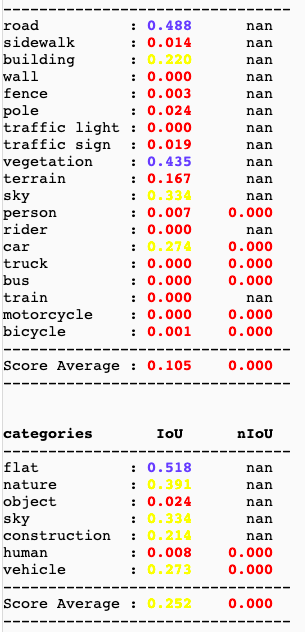 --------------------------------
road          : 0.488      nan
sidewalk      : 0.014      nan
building      : 0.220      nan
wall          : 0.000      nan
fence         : 0.003      nan
pole          : 0.024      nan
traffic light : 0.000      nan
traffic sign  : 0.019      nan
vegetation    : 0.435      nan
terrain       : 0.167      nan
sky           : 0.334      nan
person        : 0.007    0.000
rider         : 0.000      nan
car           : 0.274    0.000
truck         : 0.000    0.000
bus           : 0.000    0.000
train         : 0.000      nan
motorcycle    : 0.000    0.000
bicycle       : 0.001    0.000
--------------------------------
Score Average : 0.105    0.000
--------------------------------
categories       IoU      nIoU
--------------------------------
flat          : 0.518      nan
nature        : 0.391      nan
object        : 0.024      nan
sky           : 0.334      nan
construction  : 0.214      nan
human         : 0.008    0.000
vehicle       : 0.273    0.000
--------------------------------
Score Average : 0.252    0.000
--------------------------------